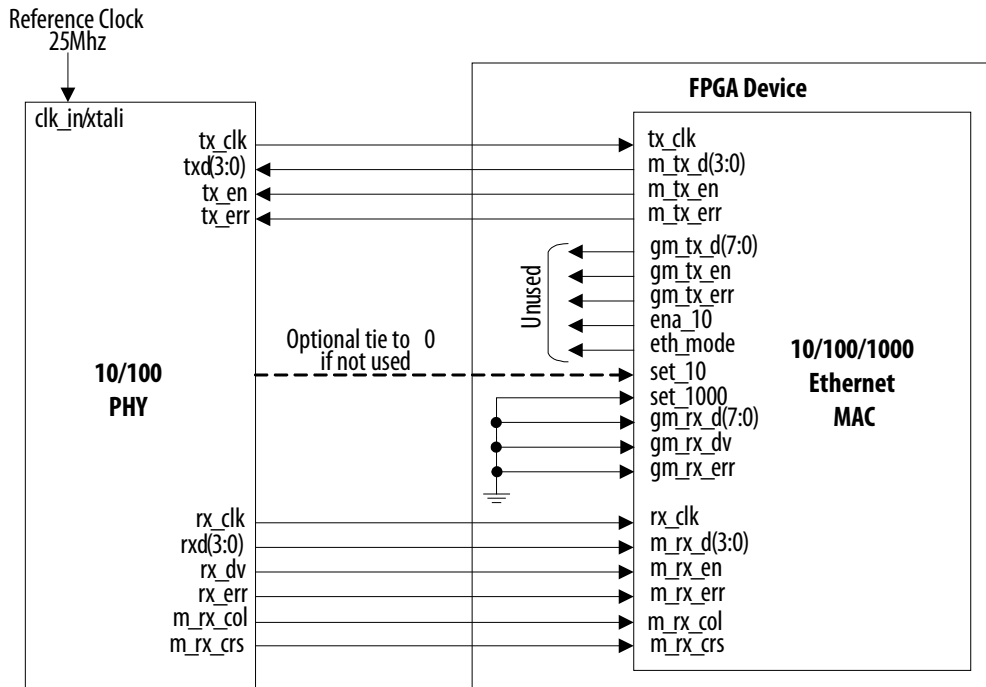 Reference Clock
25Mhz
clk_in/xtali
tx_clk
txd(3:0)
tx_en
tx_err
10/100
PHY
rx_clk
rxd(3:0)
rx_dv
rx_err
m_rx_col
m_rx_crs
Optional tie to 0
if not used
FPGA Device
Unused
tx_clk
m_tx_d(3:0)
m_tx_en
m_tx_err
gm_tx_d(7:0)
gm_tx_en
gm_tx_err
ena_10
eth_mode
set_10
set_1000
gm_rx_d(7:0)
gm_rx_dv
gm_rx_err
rx_clk
m_rx_d(3:0)
m_rx_en
m_rx_err
m_rx_col
m_rx_crs
10/100/1000
Ethernet
MAC